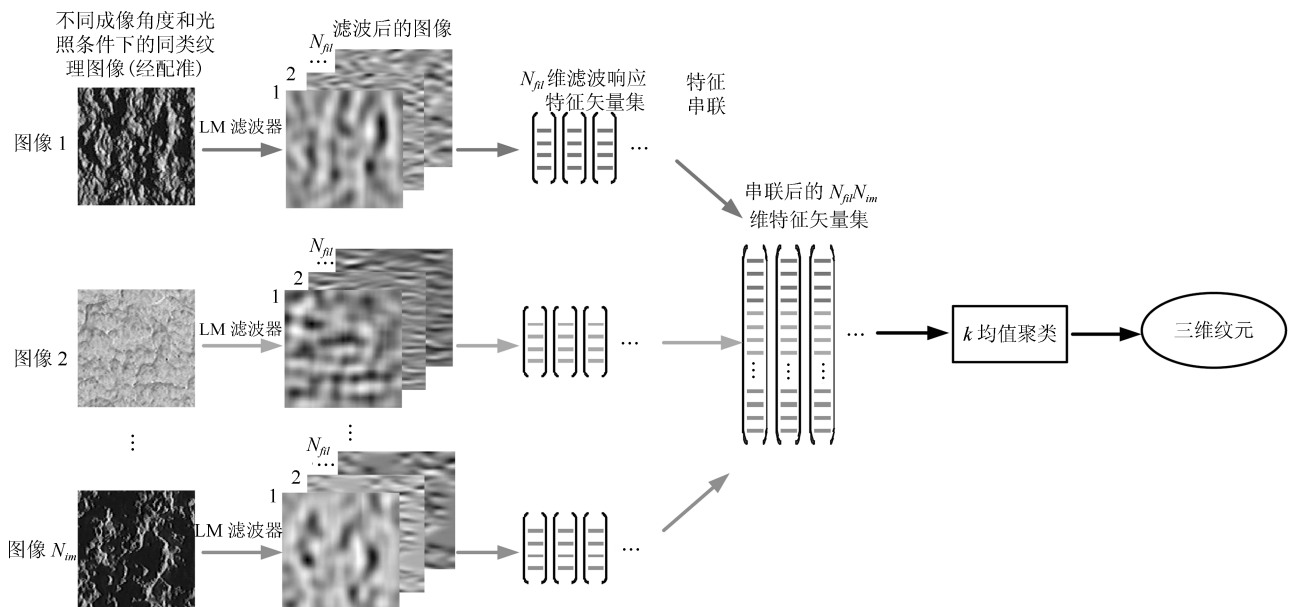 不同成像角度和光
照条件下的同类纹
理图像(经配准)
滤波后的图像
N_fil
...
2
1
图像 1
LM 滤波器
N_fil 维滤波响应
特征矢量集
...
特征
串联
串联后的 N_fil N_im
维特征矢量集
N_fil
...
2
1
图像 2
LM 滤波器
...
...
k 均值聚类
三维纹元
⋮
⋮
N_fil
...
2
1
图像 N_im
LM 滤波器
...